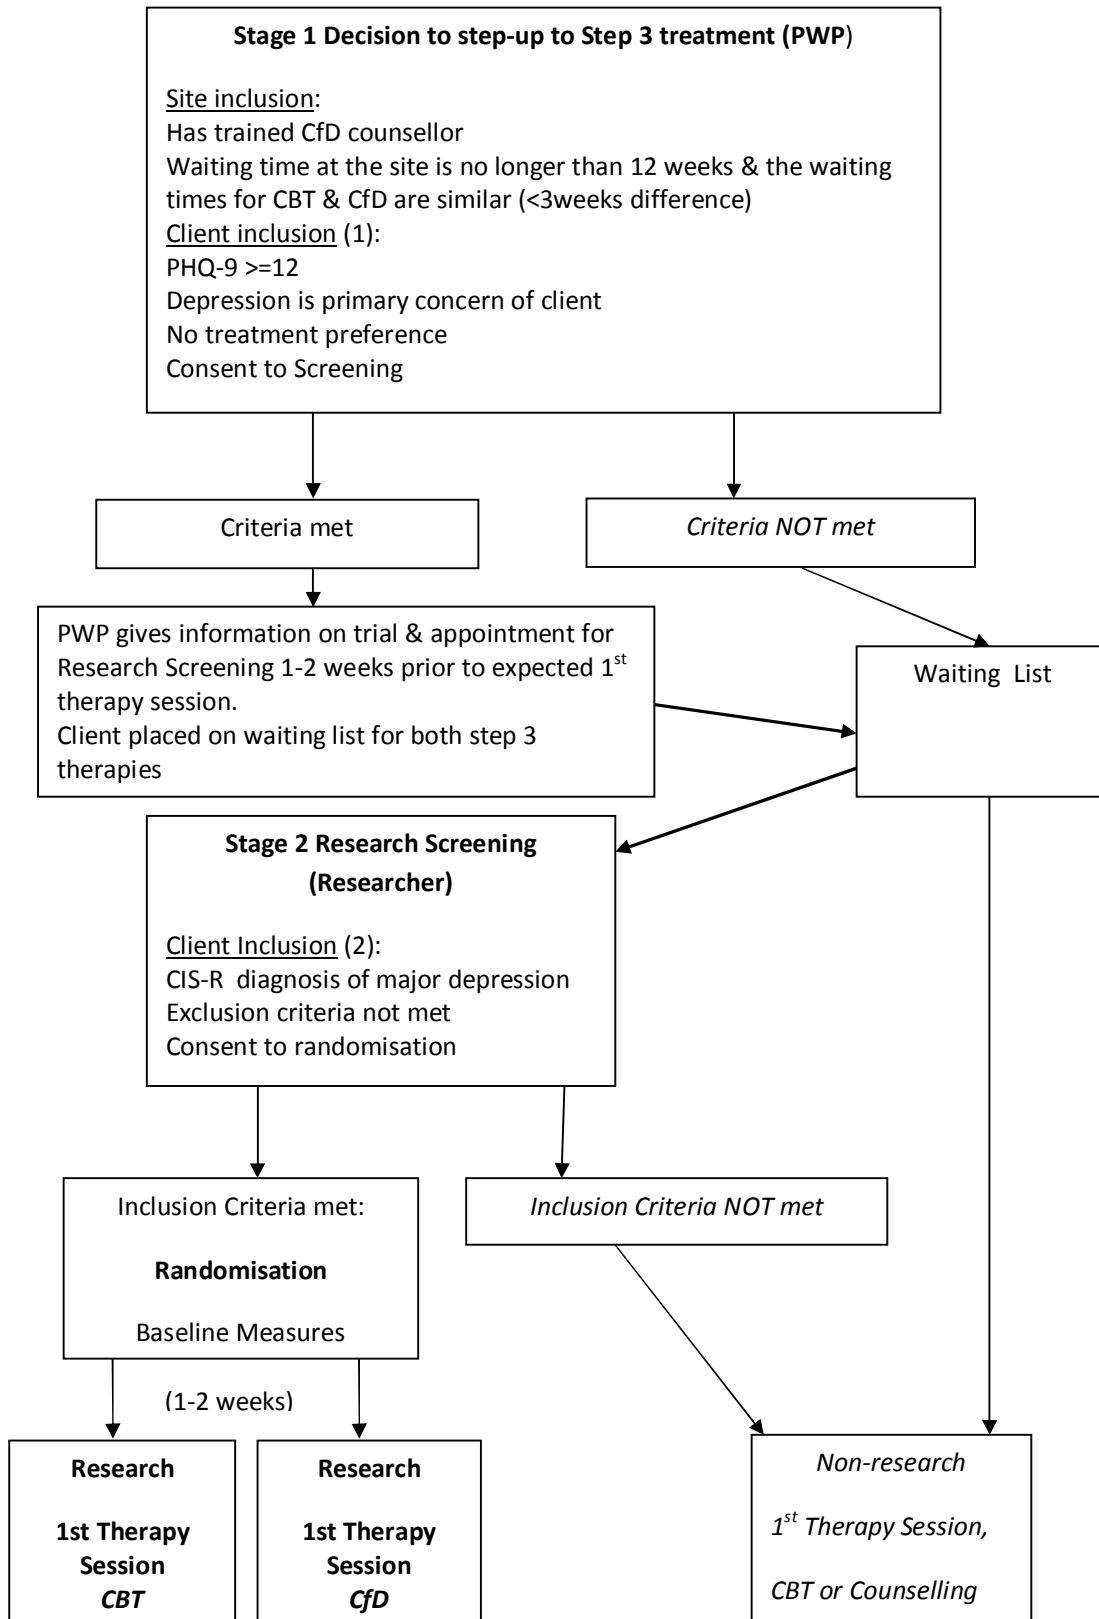 Stage 1 Decision to step-up to Step 3 treatment (PWP)
Site inclusion:
Has trained CfD counsellor
Waiting time at the site is no longer than 12 weeks & the waiting
times for CBT & CfD are similar (<3weeks difference)
Client inclusion (1):
PHQ-9 >=12
Depression is primary concern of client
No treatment preference
Consent to Screening
Criteria met
Criteria NOT met
PWP gives information on trial & appointment for
Research Screening 1-2 weeks prior to expected 1st
therapy session.
Client placed on waiting list for both step 3
therapies
Waiting List
Stage 2 Research Screening
(Researcher)
Client Inclusion (2):
CIS-R diagnosis of major depression
Exclusion criteria not met
Consent to randomisation
Inclusion Criteria met:
Randomisation
Baseline Measures
Inclusion Criteria NOT met
(1-2 weeks)
Research
1st Therapy
Session
CBT
Research
1st Therapy
Session
CfD
Non-research
1st Therapy Session,
CBT or Counselling